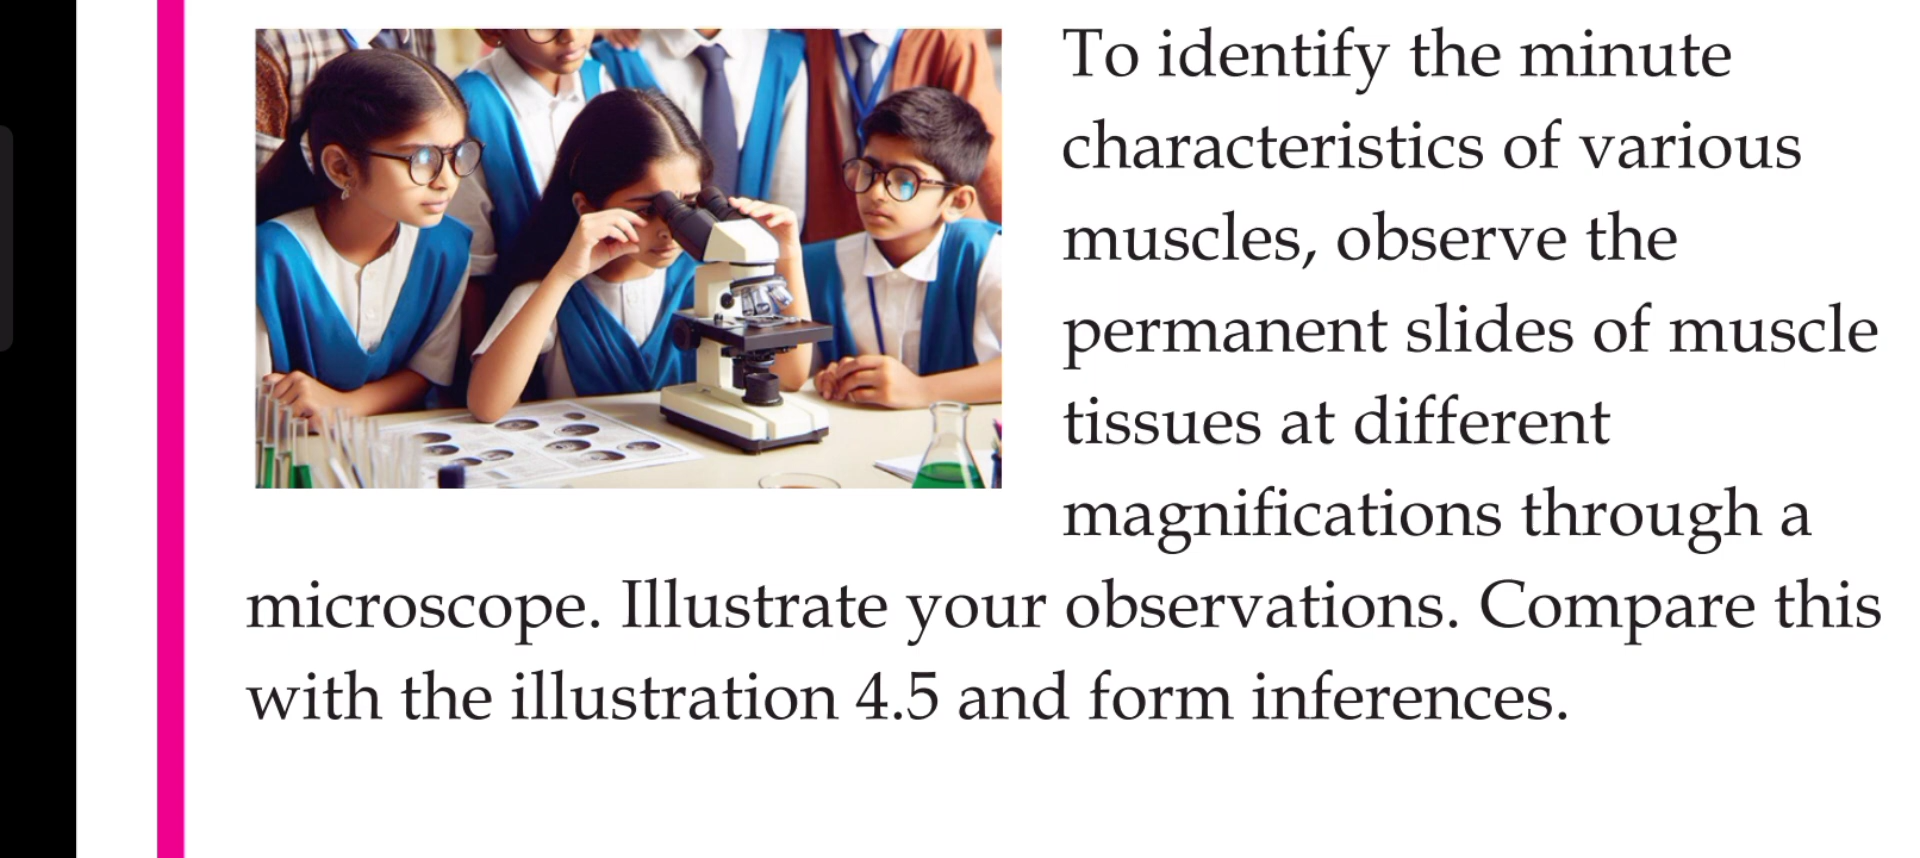 To identify the minute
characteristics of various
muscles, observe the
permanent slides of muscle
tissues at different
magnifications through a
microscope. Illustrate your observations. Compare this
with the illustration 4.5 and form inferences.